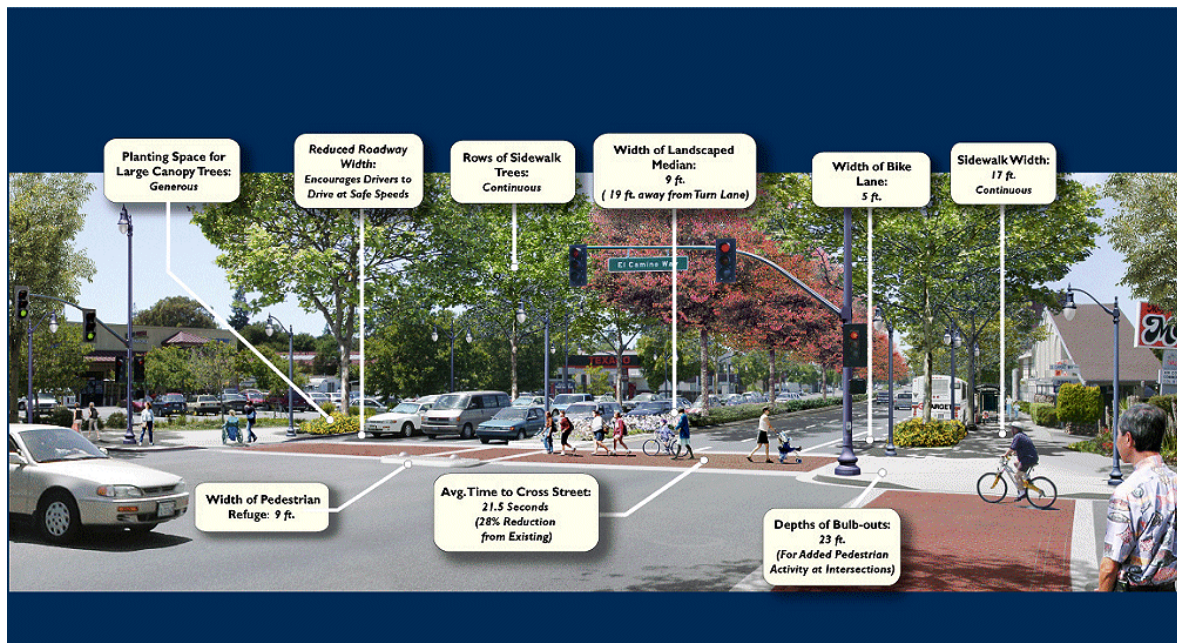 Planting Space for
Large Canopy Trees:
Generous
Reduced Roadway
Width:
Encourages Drivers to
Drive at Safe Speeds
Rows of Sidewalk
Trees:
Continuous
Width of Landscaped
Median:
9 ft.
( 19 ft. away from Turn Lane)
Width of Bike
Lane:
5 ft.
Sidewalk Width:
17 ft.
Continuous
El Camino Way
TEXACO
Width of Pedestrian
Refuge: 9 ft.
Avg. Time to Cross Street:
21.5 Seconds
(28% Reduction
from Existing)
Depths of Bulb-outs:
23 ft.
(For Added Pedestrian
Activity at Intersections)